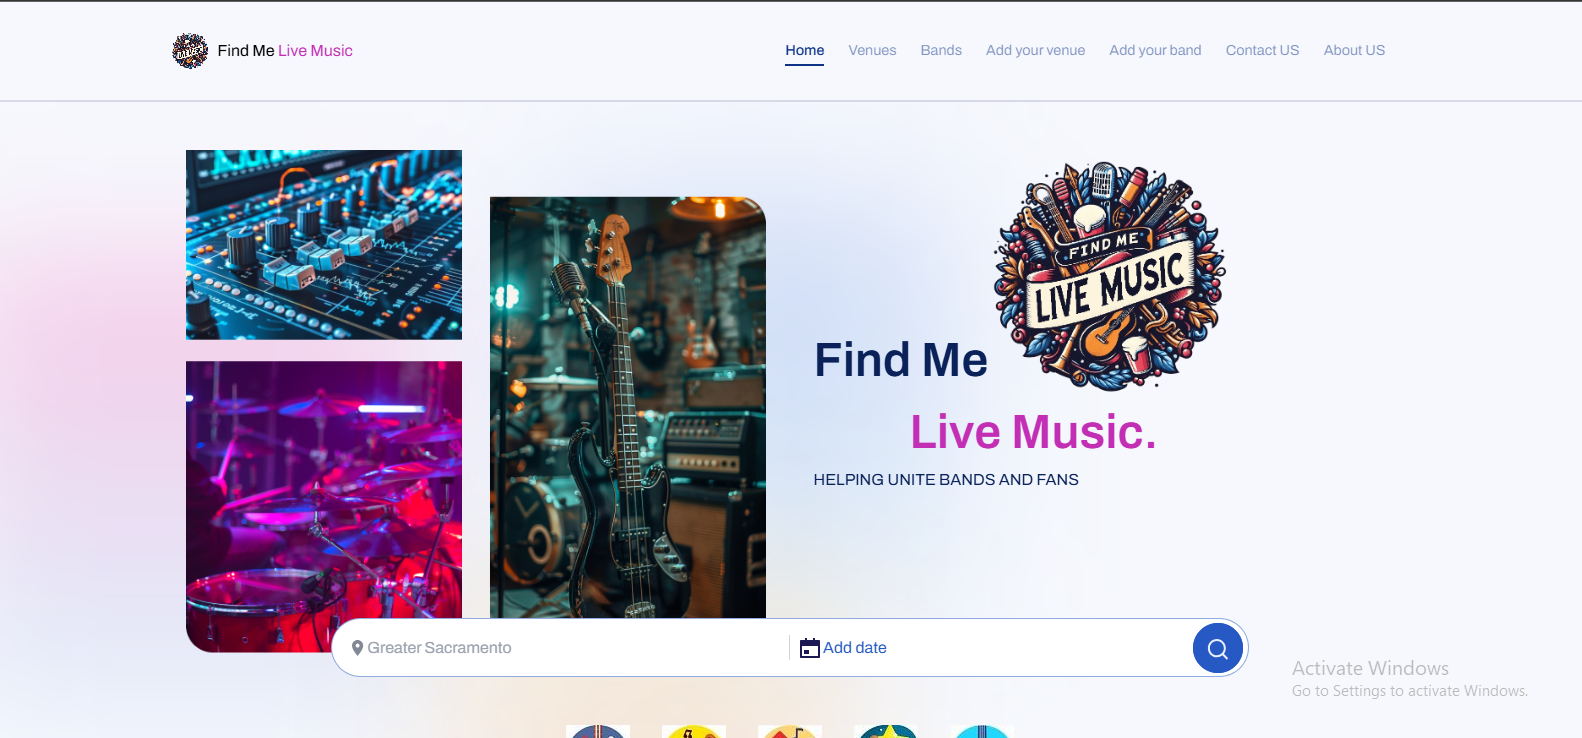 Find Me Live Music
Home Venues Bands Add your venue Add your band Contact US About US
FIND ME
LIVE MUSIC
Find Me
Live Music.
HELPING UNITE BANDS AND FANS
Greater Sacramento Add date
Activate Windows
Go to Settings to activate Windows.